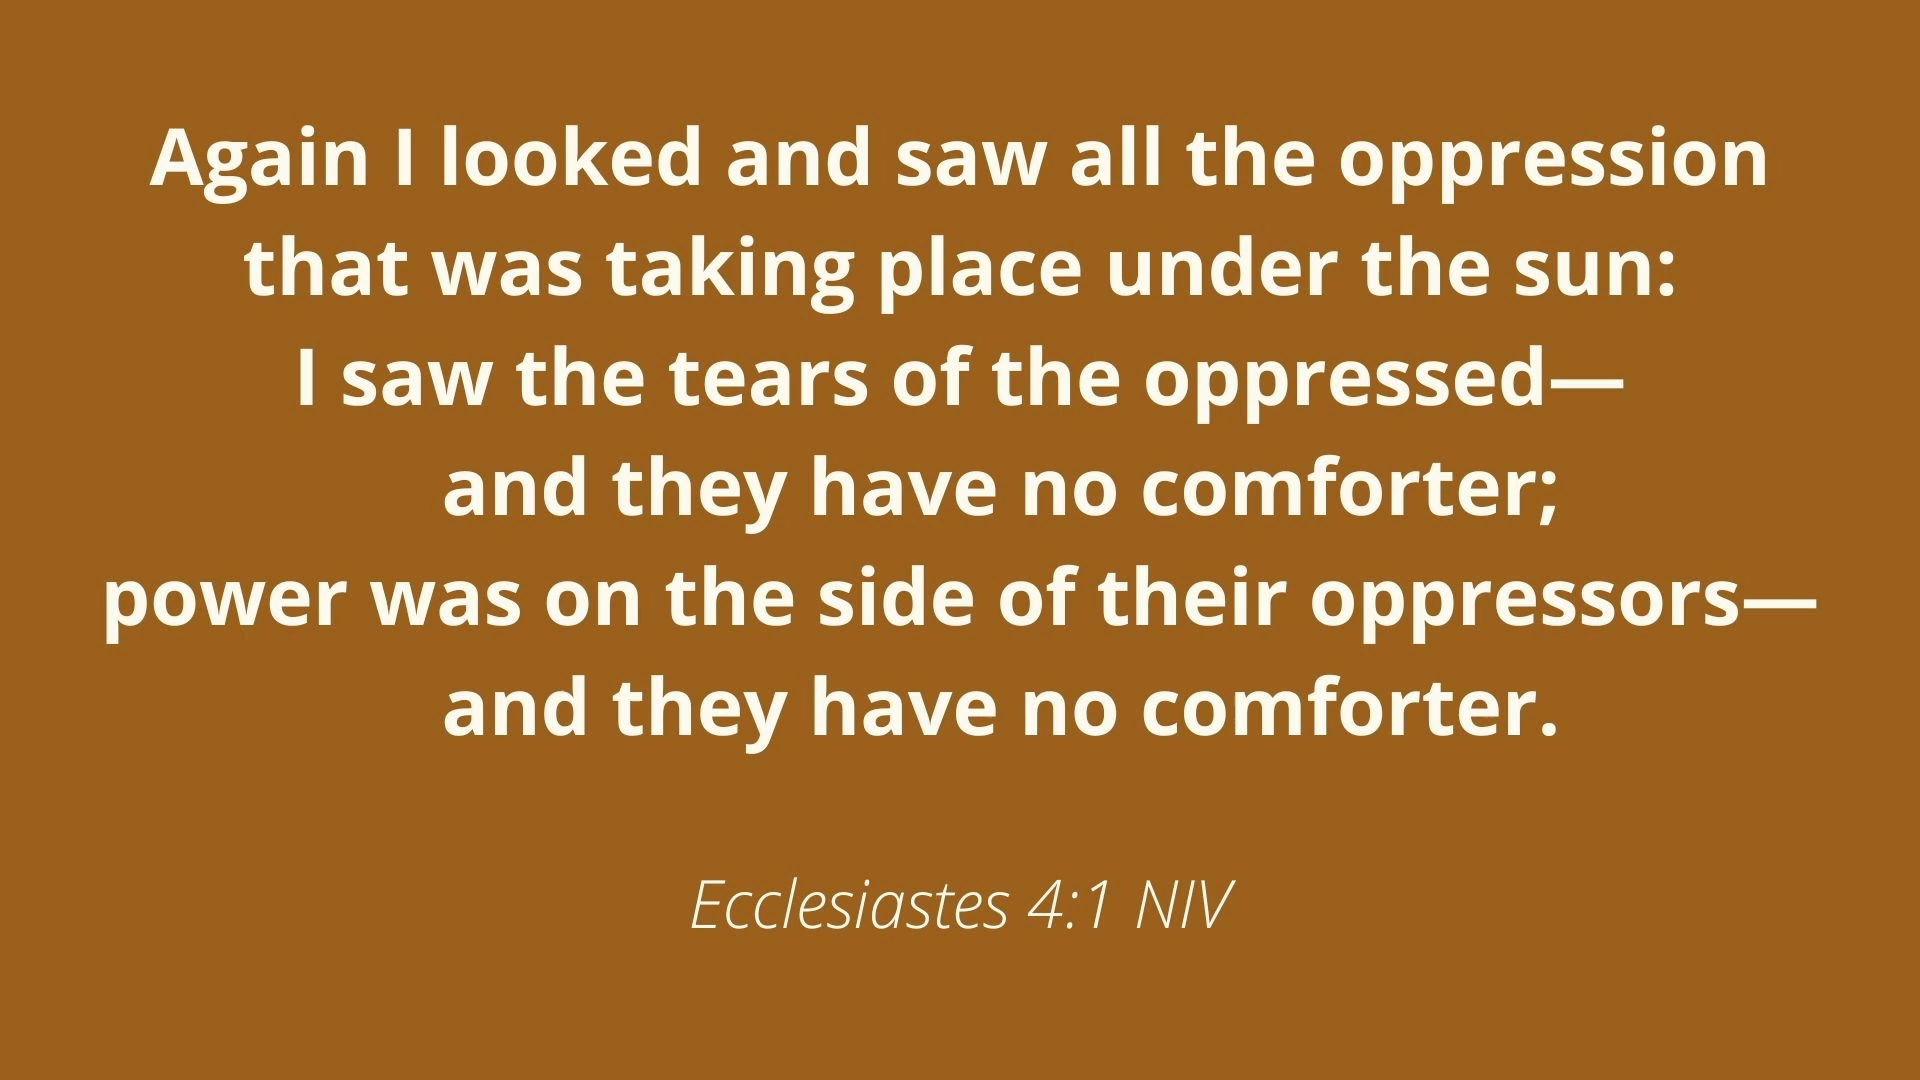 Again I looked and saw all the oppression
that was taking place under the sun:
I saw the tears of the oppressed—
and they have no comforter;
power was on the side of their oppressors—
and they have no comforter.
Ecclesiastes 4:1 NIV